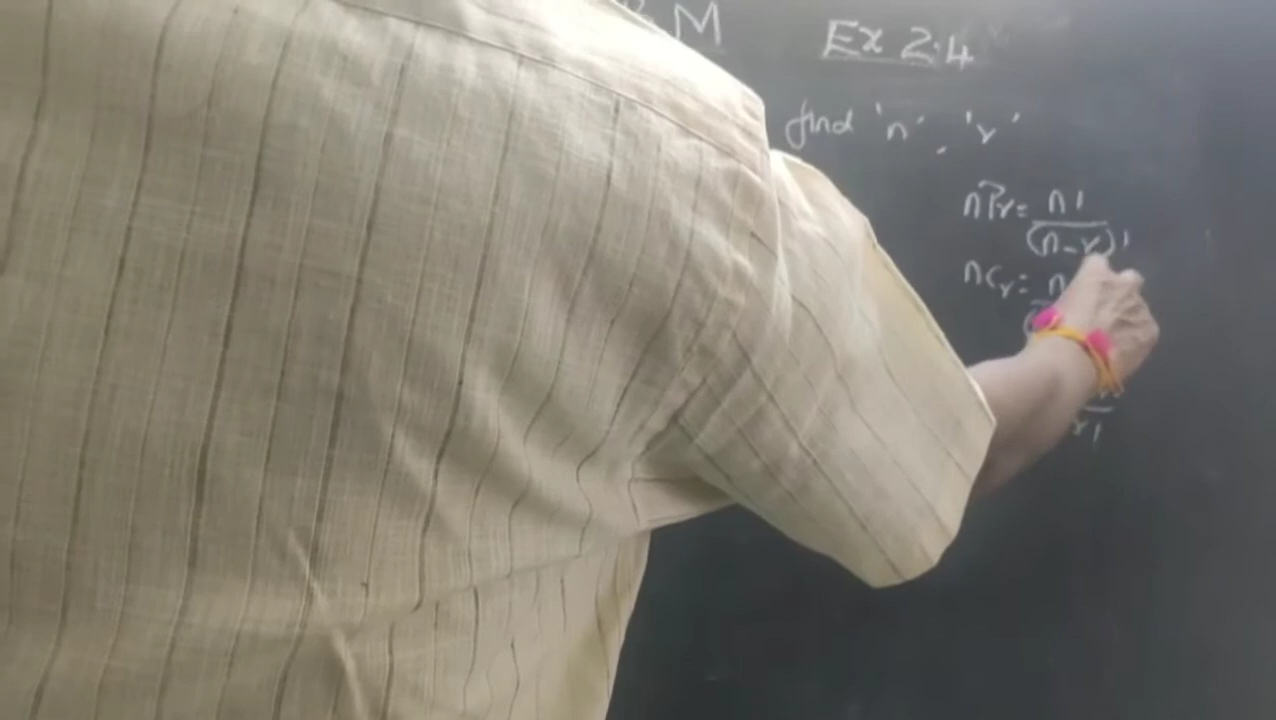 M
Ex 2.4
find 'n', 'r'
nPr = n!
(n-r)!
nCr = n
r!